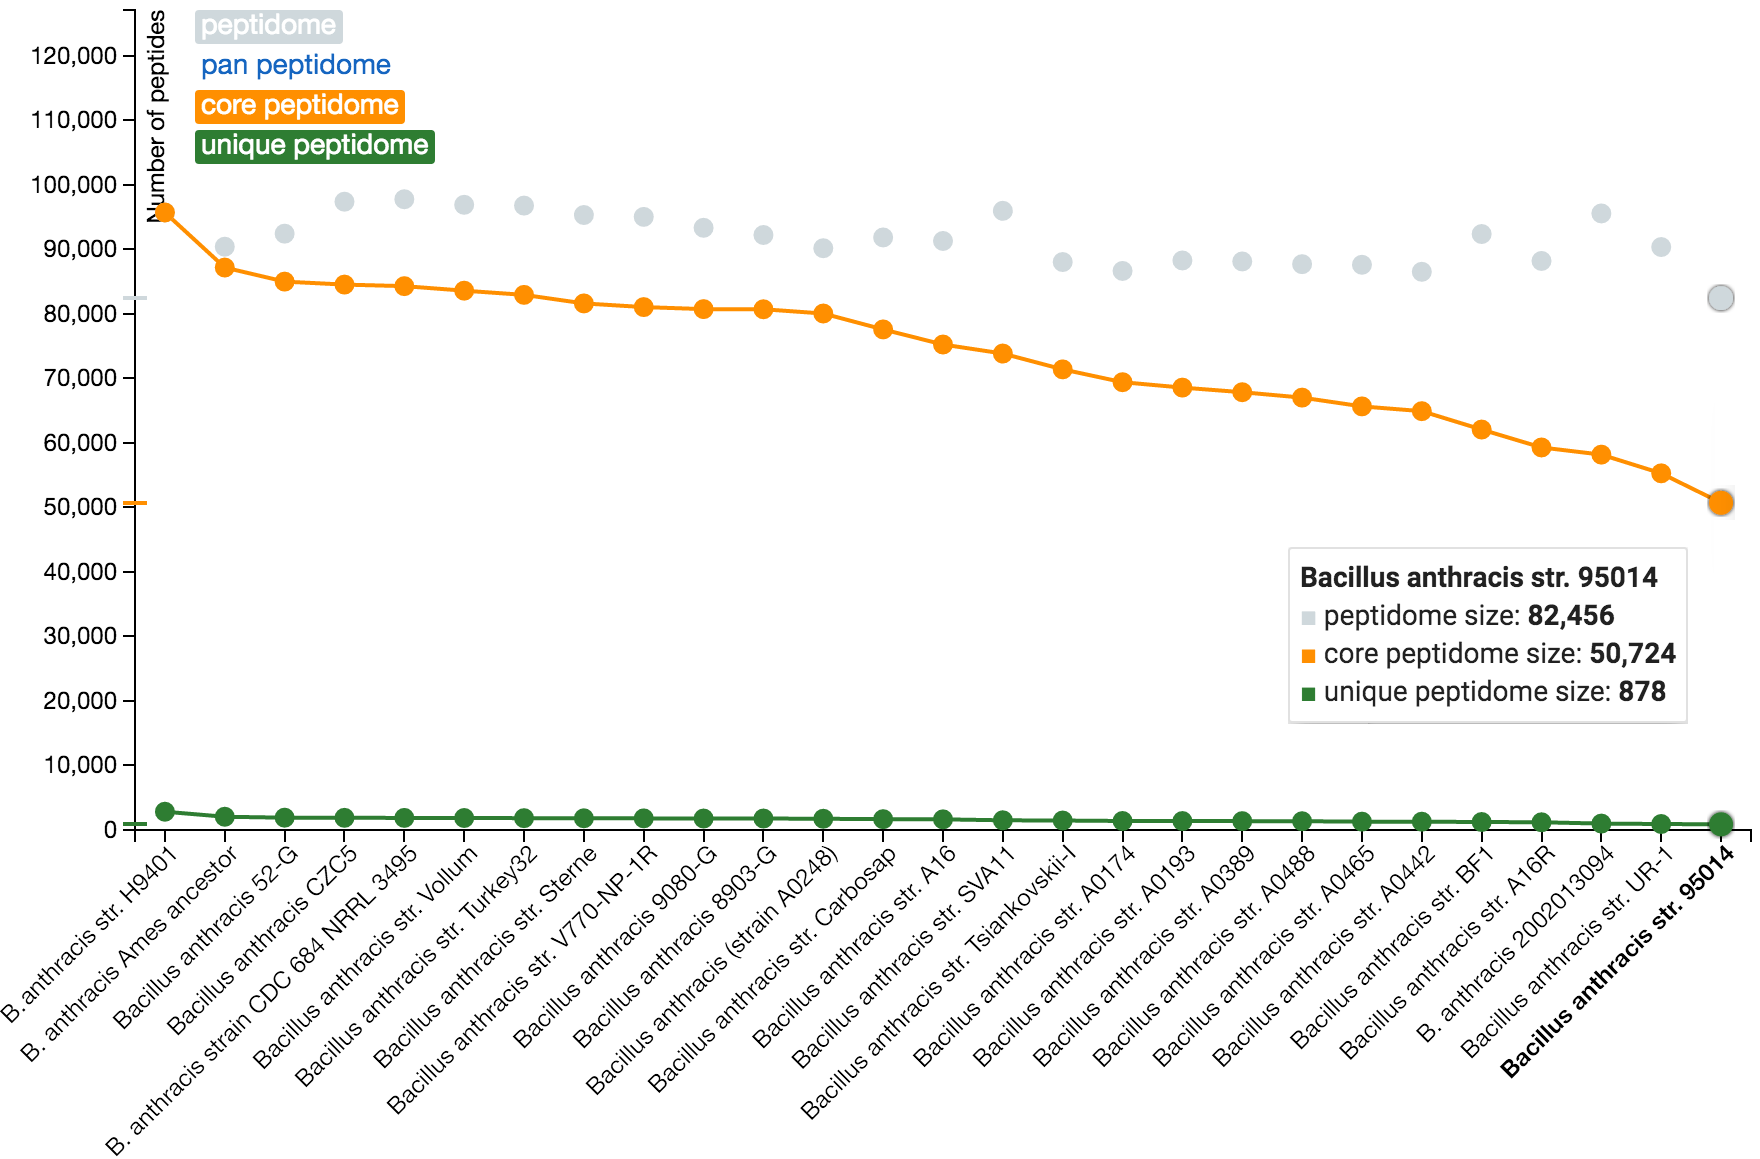 Number of peptides
peptidome
pan peptidome
core peptidome
unique peptidome
120,000
110,000
100,000
90,000
80,000
70,000
60,000
50,000
40,000
30,000
20,000
10,000
0
Bacillus anthracis str. 95014
peptidome size: 82,456
core peptidome size: 50,724
unique peptidome size: 878
B. anthracis str. H9401
B. anthracis Ames ancestor
Bacillus anthracis 52-G
Bacillus anthracis CZC5
B. anthracis strain CDC 684 NRRL 3495
Bacillus anthracis str. Vollum
Bacillus anthracis str. Turkey32
Bacillus anthracis str. Sterne
Bacillus anthracis str. V770-NP-1R
Bacillus anthracis 9080-G
Bacillus anthracis 8903-G
Bacillus anthracis (strain A0248)
Bacillus anthracis str. Carbosap
Bacillus anthracis str. A16
Bacillus anthracis str. SVA11
Bacillus anthracis str. Tsiankovskii-I
Bacillus anthracis str. A0174
Bacillus anthracis str. A0193
Bacillus anthracis str. A0389
Bacillus anthracis str. A0488
Bacillus anthracis str. A0465
Bacillus anthracis str. A0442
Bacillus anthracis str. BF1
Bacillus anthracis str. A16R
B. anthracis 2002013094
Bacillus anthracis str. UR-1
Bacillus anthracis str. 95014